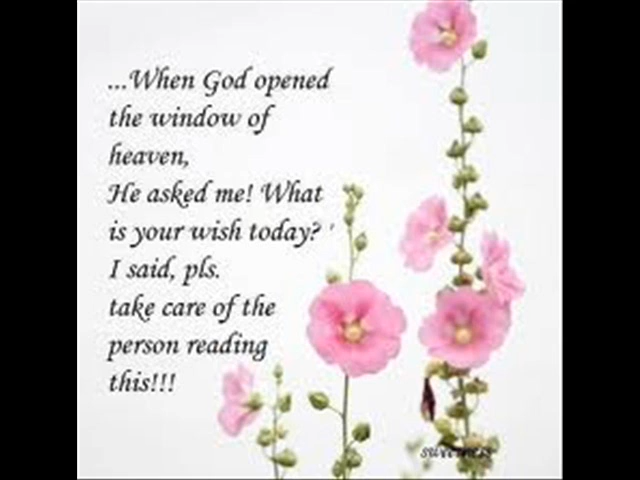 ...When God opened
the window of
heaven,
He asked me! What
is your wish today? '
I said, pls.
take care of the
person reading
this!!!